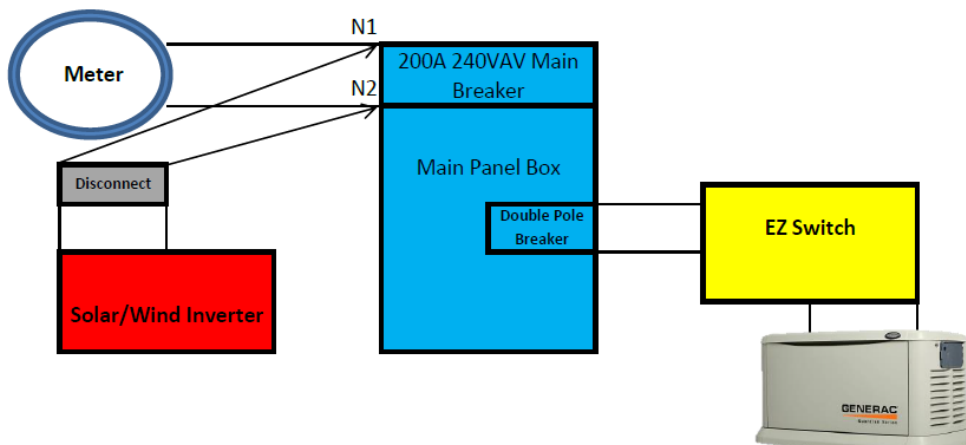 N1
Meter
200A 240VAV Main
Breaker
N2
Main Panel Box
Disconnect
Double Pole
Breaker
EZ Switch
Solar/Wind Inverter
GENERAC